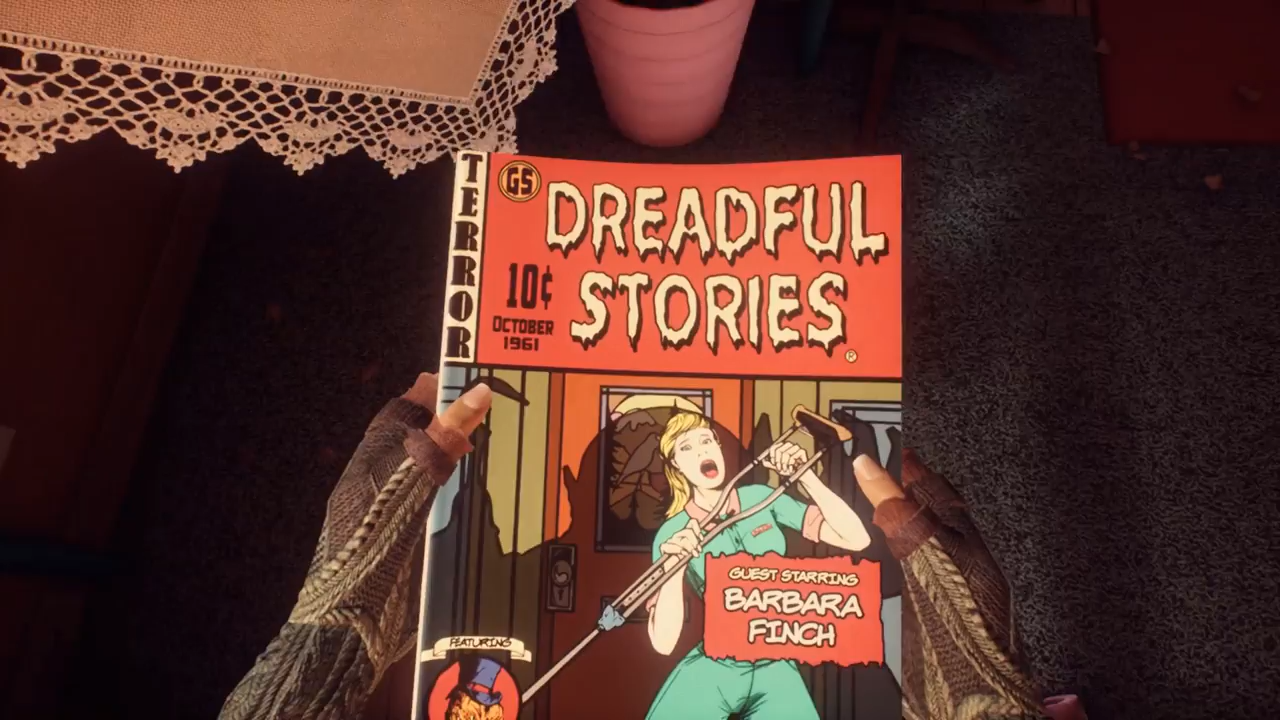 TERROR
GS
DREADFUL
STORIES
®
10¢
OCTOBER
1961
GUEST STARRING
BARBARA
FINCH
FEATURING